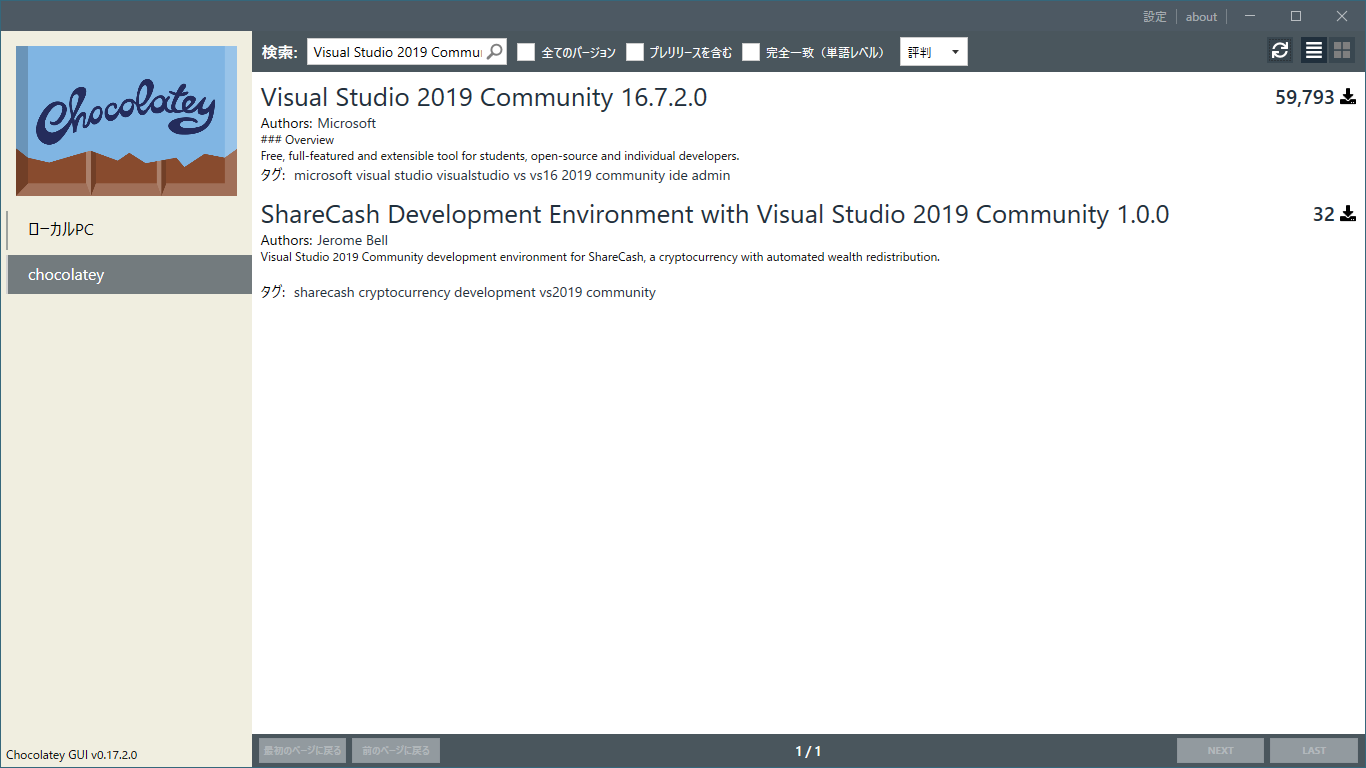 設定 about
Chocolatey
ローカルPC
chocolatey
Chocolatey GUI v0.17.2.0
検索: Visual Studio 2019 Commu 全てのバージョン プレリリースを含む 完全一致（単語レベル） 評判
Visual Studio 2019 Community 16.7.2.0 59,793
Authors: Microsoft
### Overview
Free, full-featured and extensible tool for students, open-source and individual developers.
タグ: microsoft visual studio visualstudio vs vs16 2019 community ide admin
ShareCash Development Environment with Visual Studio 2019 Community 1.0.0 32
Authors: Jerome Bell
Visual Studio 2019 Community development environment for ShareCash, a cryptocurrency with automated wealth redistribution.
タグ: sharecash cryptocurrency development vs2019 community
最初のページに戻る 前のページに戻る 1 / 1 NEXT LAST